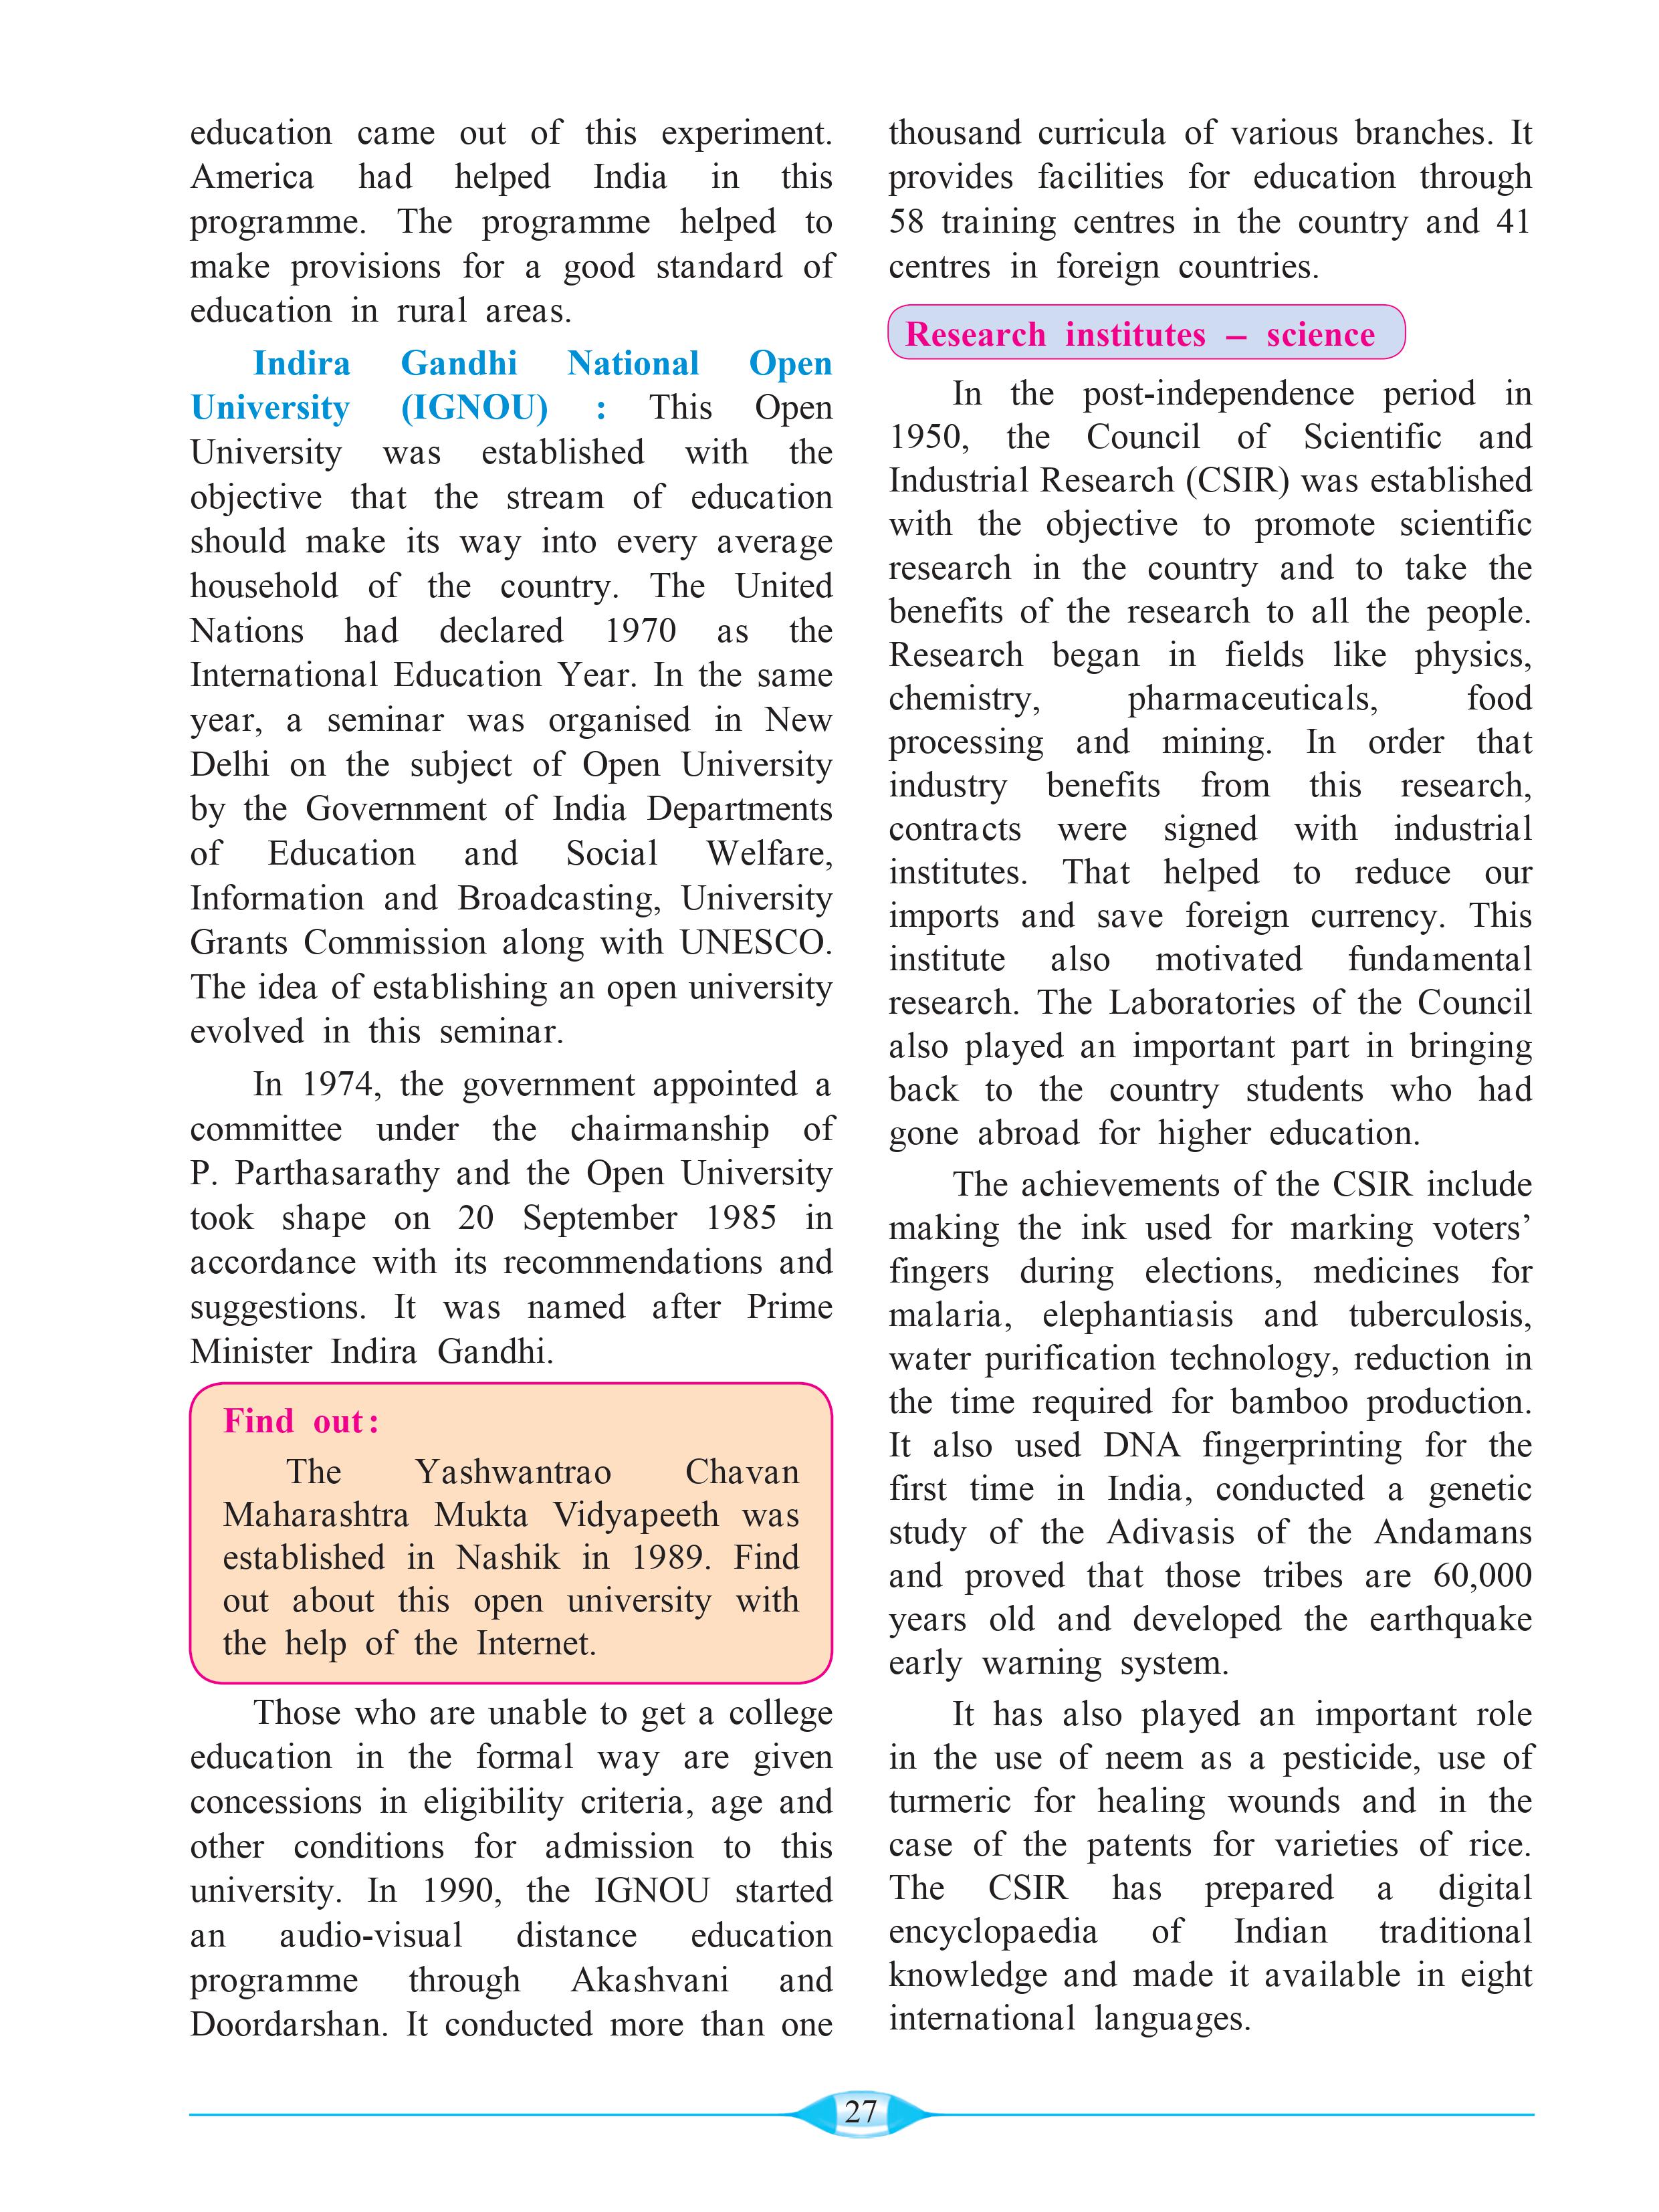 education came out of this experiment.
America had helped India in this
programme. The programme helped to
make provisions for a good standard of
education in rural areas.
Indira Gandhi National Open
University (IGNOU) : This Open
University was established with the
objective that the stream of education
should make its way into every average
household of the country. The United
Nations had declared 1970 as the
International Education Year. In the same
year, a seminar was organised in New
Delhi on the subject of Open University
by the Government of India Departments
of Education and Social Welfare,
Information and Broadcasting, University
Grants Commission along with UNESCO.
The idea of establishing an open university
evolved in this seminar.
In 1974, the government appointed a
committee under the chairmanship of
P. Parthasarathy and the Open University
took shape on 20 September 1985 in
accordance with its recommendations and
suggestions. It was named after Prime
Minister Indira Gandhi.
Find out:
The Yashwantrao Chavan
Maharashtra Mukta Vidyapeeth was
established in Nashik in 1989. Find
out about this open university with
the help of the Internet.
Those who are unable to get a college
education in the formal way are given
concessions in eligibility criteria, age and
other conditions for admission to this
university. In 1990, the IGNOU started
an audio-visual distance education
programme through Akashvani and
Doordarshan. It conducted more than one
thousand curricula of various branches. It
provides facilities for education through
58 training centres in the country and 41
centres in foreign countries.
Research institutes – science
In the post-independence period in
1950, the Council of Scientific and
Industrial Research (CSIR) was established
with the objective to promote scientific
research in the country and to take the
benefits of the research to all the people.
Research began in fields like physics,
chemistry, pharmaceuticals, food
processing and mining. In order that
industry benefits from this research,
contracts were signed with industrial
institutes. That helped to reduce our
imports and save foreign currency. This
institute also motivated fundamental
research. The Laboratories of the Council
also played an important part in bringing
back to the country students who had
gone abroad for higher education.
The achievements of the CSIR include
making the ink used for marking voters’
fingers during elections, medicines for
malaria, elephantiasis and tuberculosis,
water purification technology, reduction in
the time required for bamboo production.
It also used DNA fingerprinting for the
first time in India, conducted a genetic
study of the Adivasis of the Andamans
and proved that those tribes are 60,000
years old and developed the earthquake
early warning system.
It has also played an important role
in the use of neem as a pesticide, use of
turmeric for healing wounds and in the
case of the patents for varieties of rice.
The CSIR has prepared a digital
encyclopaedia of Indian traditional
knowledge and made it available in eight
international languages.
27